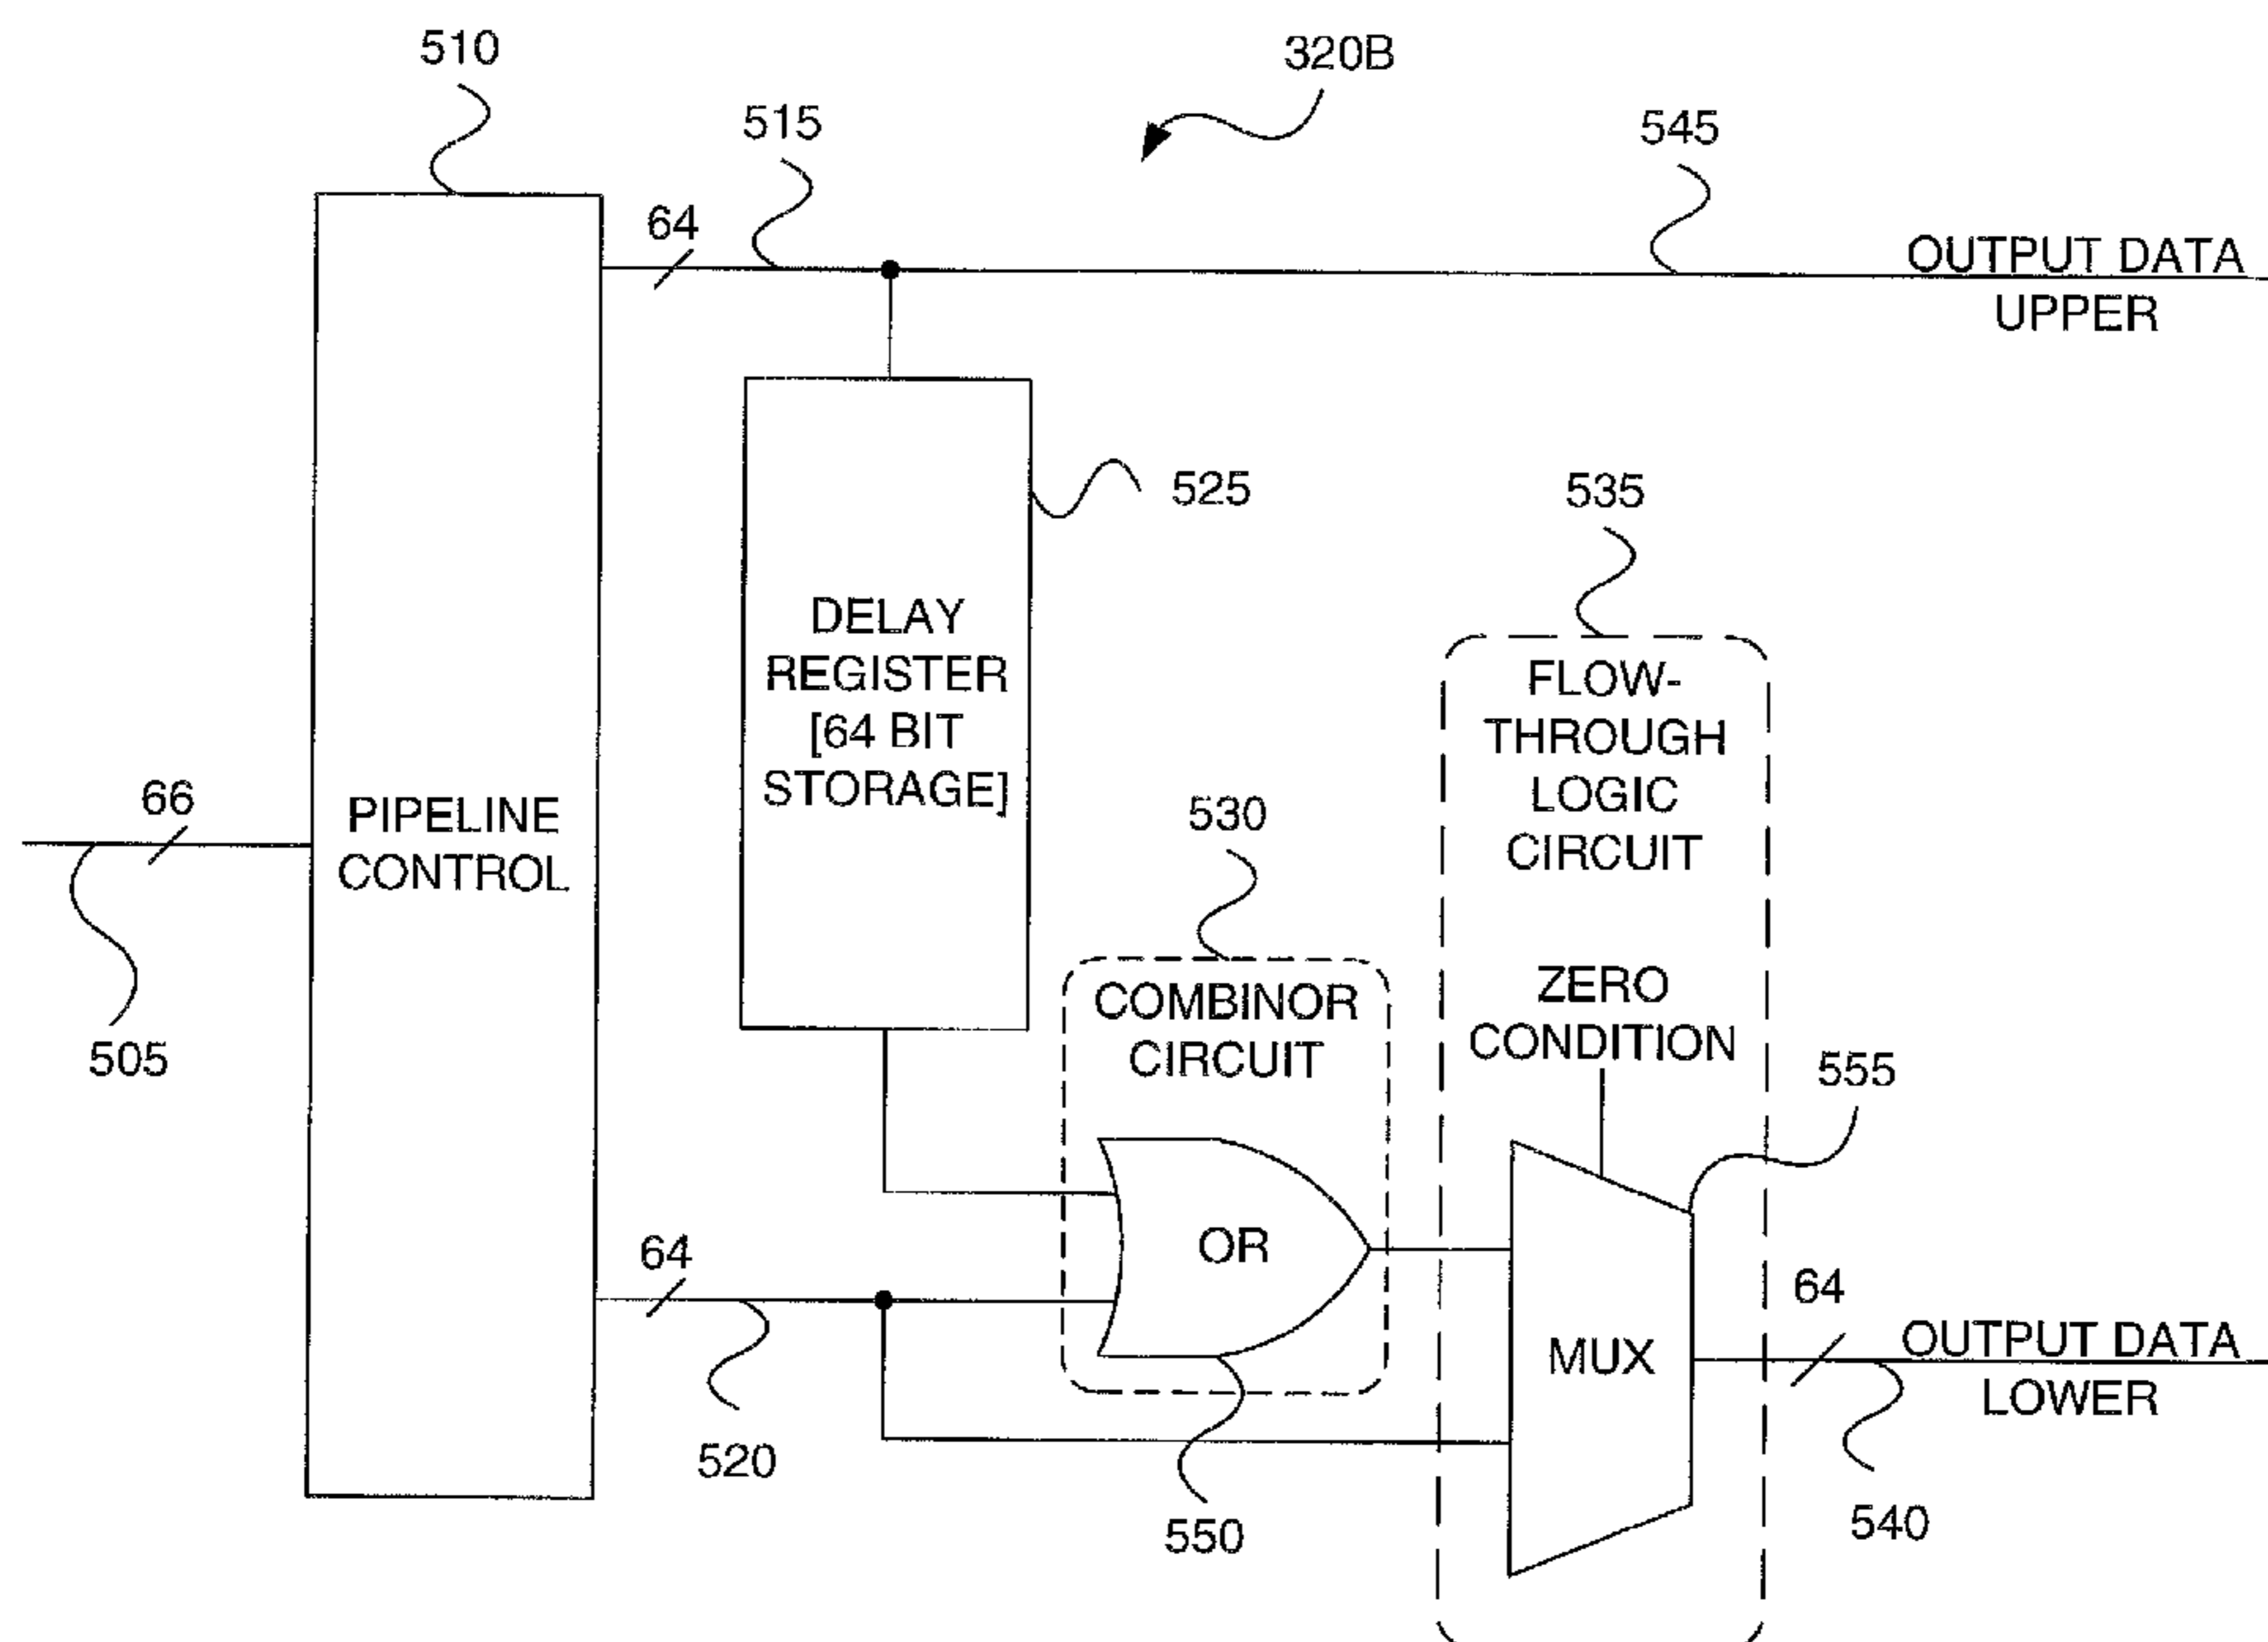 510
320B
515
545
64
OUTPUT DATA
UPPER
525
535
DELAY
REGISTER
[64 BIT
STORAGE]
FLOW-
THROUGH
LOGIC
CIRCUIT
66
PIPELINE
CONTROL
530
505
COMBINOR
CIRCUIT
ZERO
CONDITION
555
64
OR
64
MUX
OUTPUT DATA
LOWER
520
550
540